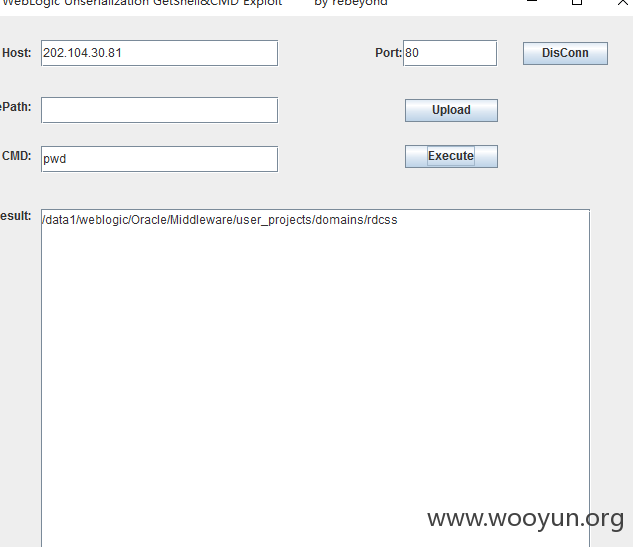 WebLogic Unserialization GetShell&CMD Exploit by rebeyond
Host: 202.104.30.81 Port: 80 DisConn
ePath: Upload
CMD: pwd Execute
esult: /data1/weblogic/Oracle/Middleware/user_projects/domains/rdcss
www.wooyun.org